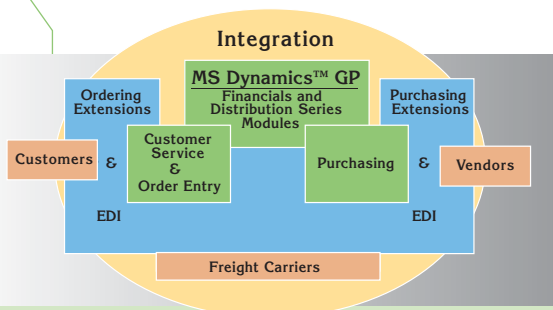 Integration
MS Dynamics™ GP
Financials and
Distribution Series
Modules
Ordering
Extensions
Purchasing
Extensions
Customers
&
Customer
Service
&
Order Entry
Purchasing
&
Vendors
EDI
EDI
Freight Carriers